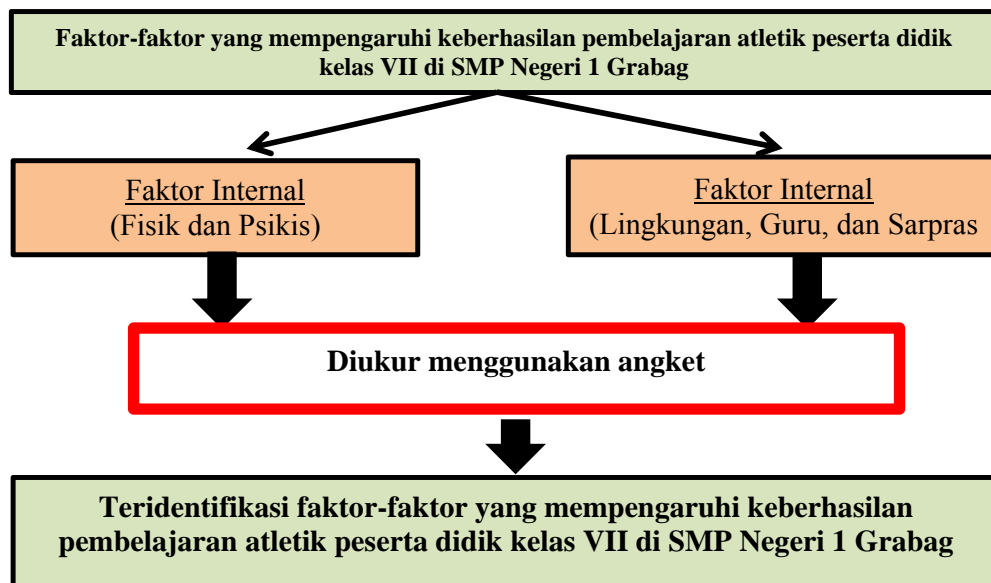 Faktor-faktor yang mempengaruhi keberhasilan pembelajaran atletik peserta didik
kelas VII di SMP Negeri 1 Grabag
Faktor Internal
(Fisik dan Psikis)
Faktor Internal
(Lingkungan, Guru, dan Sarpras
Diukur menggunakan angket
Teridentifikasi faktor-faktor yang mempengaruhi keberhasilan
pembelajaran atletik peserta didik kelas VII di SMP Negeri 1 Grabag